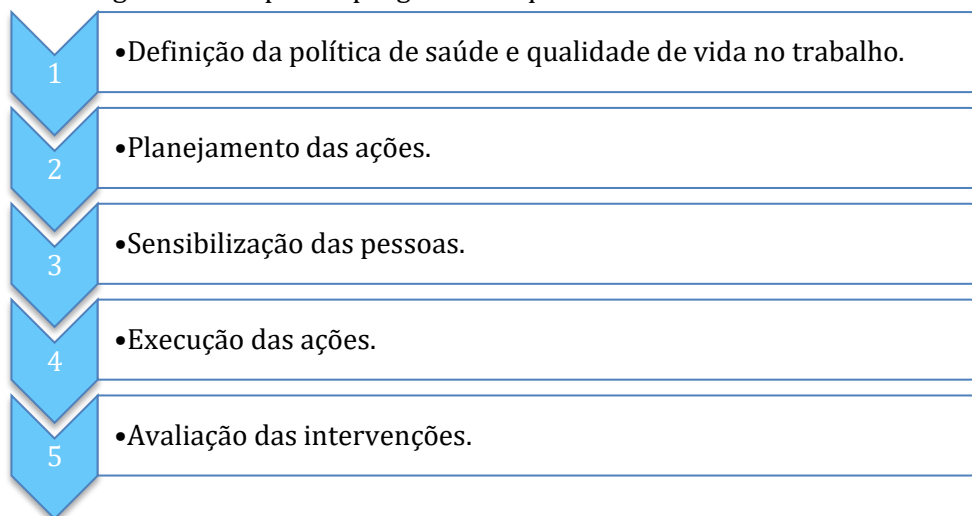 1
•Definição da política de saúde e qualidade de vida no trabalho.
2
•Planejamento das ações.
3
•Sensibilização das pessoas.
4
•Execução das ações.
5
•Avaliação das intervenções.